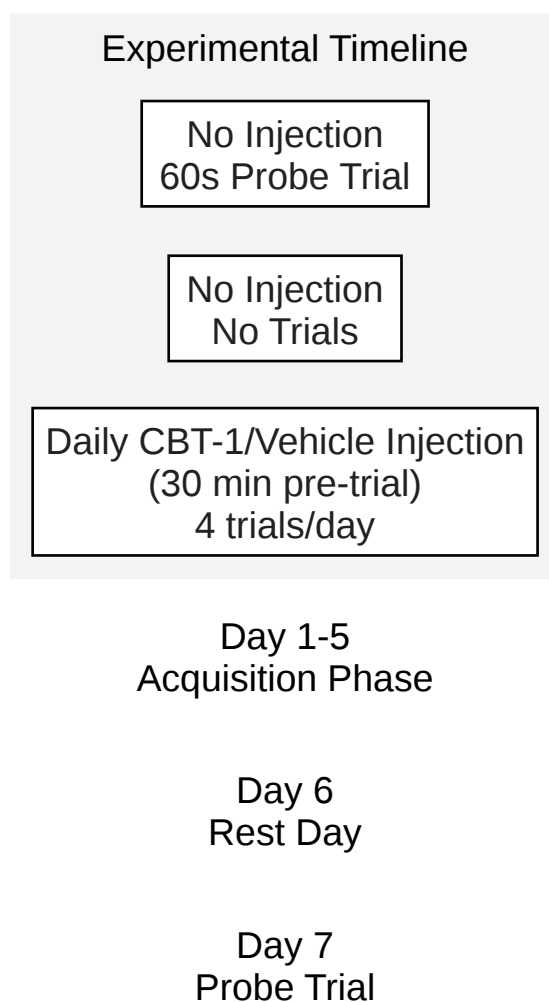 Experimental Timeline
No Injection
60s Probe Trial
No Injection
No Trials
Daily CBT-1/Vehicle Injection
(30 min pre-trial)
4 trials/day
Day 1-5
Acquisition Phase
Day 6
Rest Day
Day 7
Probe Trial